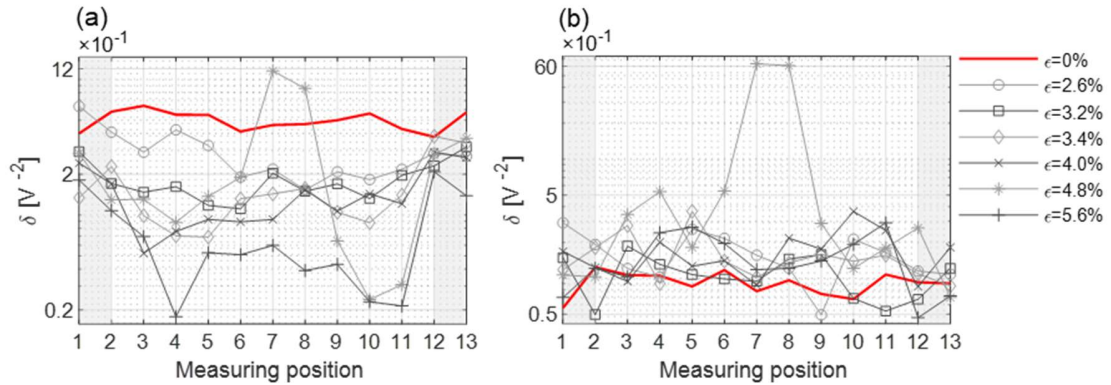 (a)
×10⁻¹
12
2
0.2
δ [V⁻²]
1 2 3 4 5 6 7 8 9 10 11 12 13
Measuring position
(b)
×10⁻¹
60
5
0.5
δ [V⁻²]
1 2 3 4 5 6 7 8 9 10 11 12 13
Measuring position
ϵ=0%
ϵ=2.6%
ϵ=3.2%
ϵ=3.4%
ϵ=4.0%
ϵ=4.8%
ϵ=5.6%